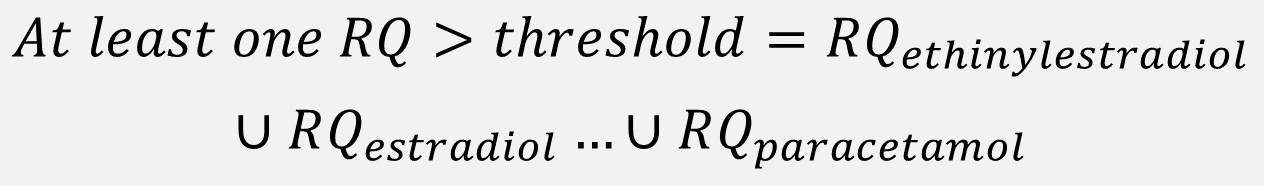 At least one RQ > threshold = RQ_ethinylestradiol
∪ RQ_estradiol … ∪ RQ_paracetamol